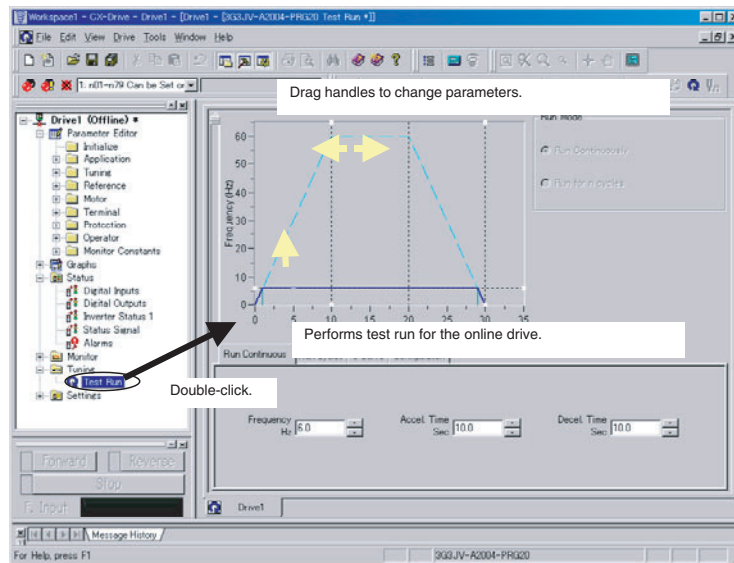 Workspace1 - GX-Drive - Drive1 - [Drive1 - [3G3JV-A2004-PRG20 Test Run *]]
File Edit View Drive Tools Window Help
1: n01-n79 Can be Set or
Drag handles to change parameters.
Drive1 (Offline) *
Parameter Editor
Initialize
Application
Tuning
Reference
Motor
Terminal
Protection
Operator
Monitor Constants
Graphs
Status
Digital Inputs
Digital Outputs
Inverter Status 1
Status Signal
Alarms
Monitor
Tuning
Test Run
Settings
Forward
Reverse
Stop
F. Input
Frequency (Hz)
60
50
40
30
20
10
0
0 5 10 15 20 25 30 35
Run mode
Run Continuously
Run for n cycles
Performs test run for the online drive.
Run Continuous
Double-click.
Frequency
Hz
6.0
Accel. Time
Sec
10.0
Decel. Time
Sec
10.0
Drive1
Message History
For Help, press F1
3G3JV-A2004-PRG20